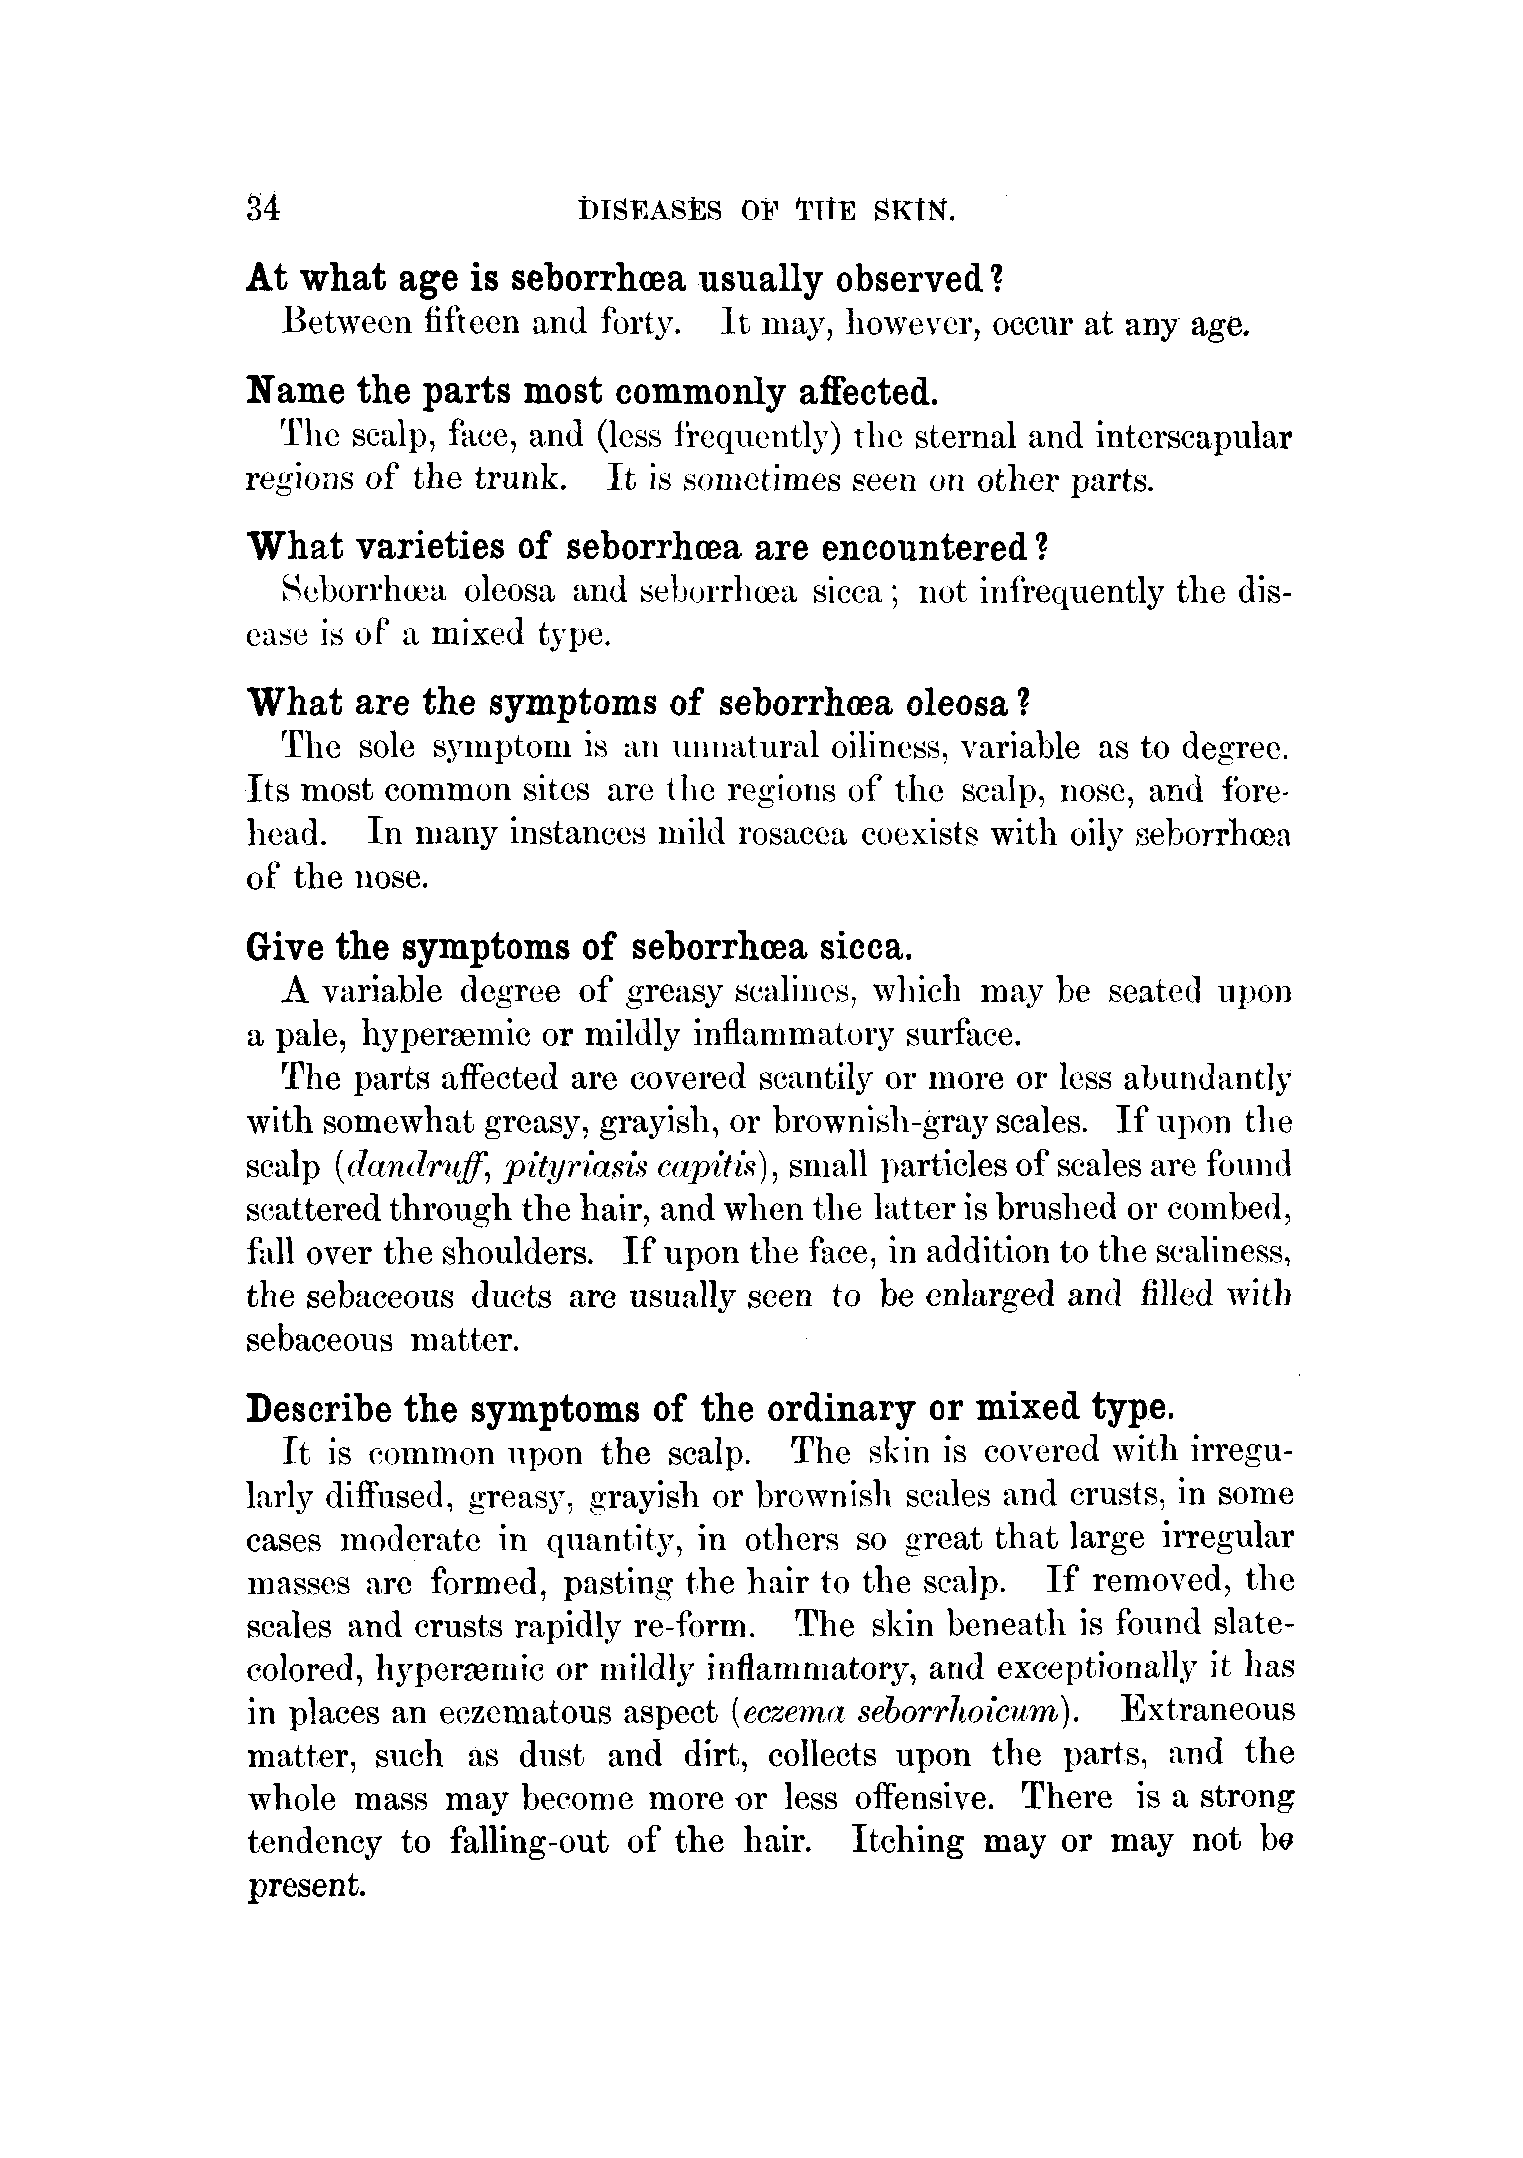 34 DISEASES OF THE SKIN.
At what age is seborrhœa usually observed?
Between fifteen and forty. It may, however, occur at any age.
Name the parts most commonly affected.
The scalp, face, and (less frequently) the sternal and interscapular
regions of the trunk. It is sometimes seen on other parts.
What varieties of seborrhœa are encountered?
Seborrhœa oleosa and seborrhœa sicca; not infrequently the dis-
ease is of a mixed type.
What are the symptoms of seborrhœa oleosa?
The sole symptom is an unnatural oiliness, variable as to degree.
Its most common sites are the regions of the scalp, nose, and fore-
head. In many instances mild rosacea coexists with oily seborrhœa
of the nose.
Give the symptoms of seborrhœa sicca.
A variable degree of greasy scalines, which may be seated upon
a pale, hyperæmic or mildly inflammatory surface.
The parts affected are covered scantily or more or less abundantly
with somewhat greasy, grayish, or brownish-gray scales. If upon the
scalp (dandruff, pityriasis capitis), small particles of scales are found
scattered through the hair, and when the latter is brushed or combed,
fall over the shoulders. If upon the face, in addition to the scaliness,
the sebaceous ducts are usually seen to be enlarged and filled with
sebaceous matter.
Describe the symptoms of the ordinary or mixed type.
It is common upon the scalp. The skin is covered with irregu-
larly diffused, greasy, grayish or brownish scales and crusts, in some
cases moderate in quantity, in others so great that large irregular
masses are formed, pasting the hair to the scalp. If removed, the
scales and crusts rapidly re-form. The skin beneath is found slate-
colored, hyperæmic or mildly inflammatory, and exceptionally it has
in places an eczematous aspect (eczema seborrhoicum). Extraneous
matter, such as dust and dirt, collects upon the parts, and the
whole mass may become more or less offensive. There is a strong
tendency to falling-out of the hair. Itching may or may not be
present.